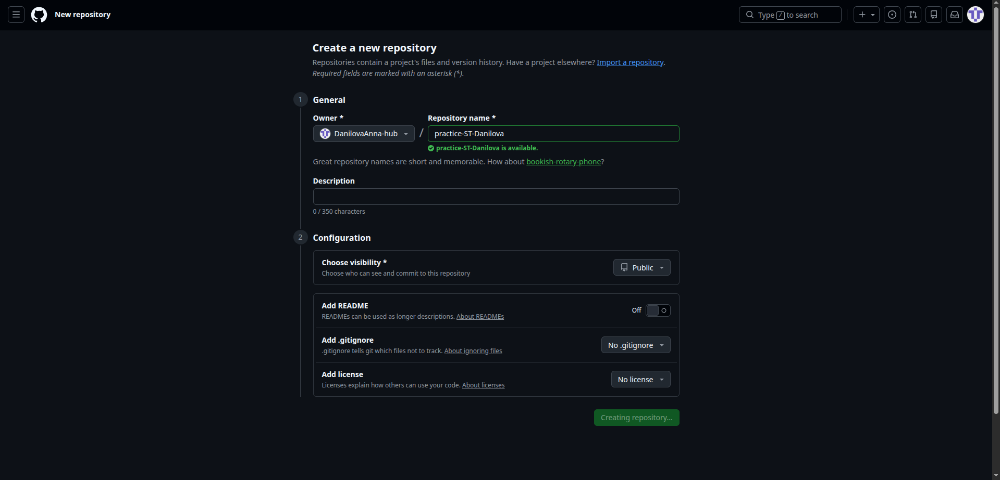 New repository
Type / to search
Create a new repository
Repositories contain a project's files and version history. Have a project elsewhere? Import a repository.
Required fields are marked with an asterisk (*).
1
General
Owner *
Repository name *
DanilovaAnna-hub
/
practice-ST-Danilova
practice-ST-Danilova is available.
Great repository names are short and memorable. How about bookish-rotary-phone?
Description
0 / 350 characters
2
Configuration
Choose visibility *
Choose who can see and commit to this repository
Public
Add README
READMEs can be used as longer descriptions. About READMEs
Off
Add .gitignore
.gitignore tells git which files not to track. About ignoring files
No .gitignore
Add license
Licenses explain how others can use your code. About licenses
No license
Creating repository...